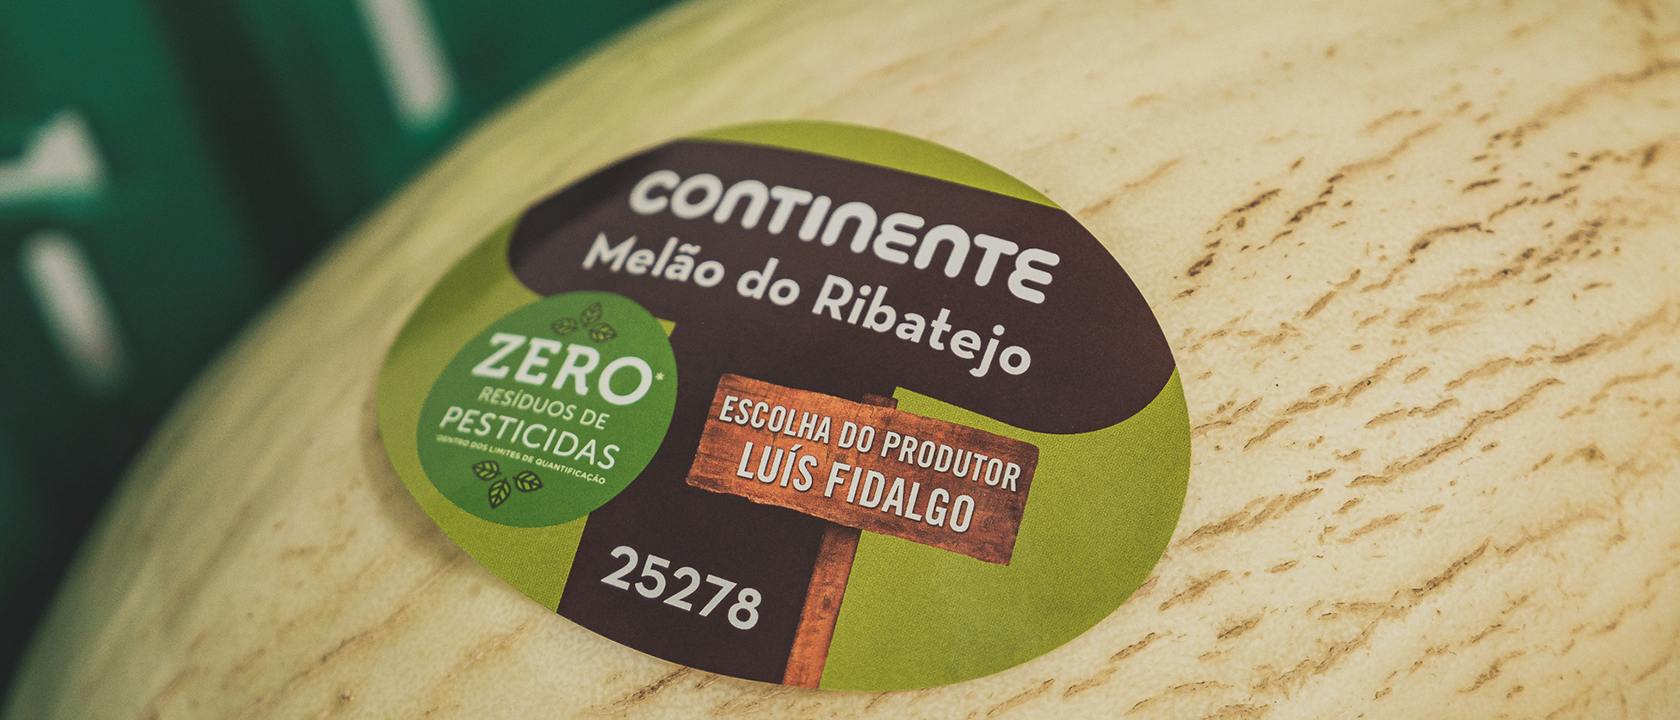 CONTINENTE
Melão do Ribatejo
ZERO*
RESÍDUOS DE
PESTICIDAS
*DENTRO DOS LIMITES DE QUANTIFICAÇÃO
ESCOLHA DO PRODUTOR
LUÍS FIDALGO
25278